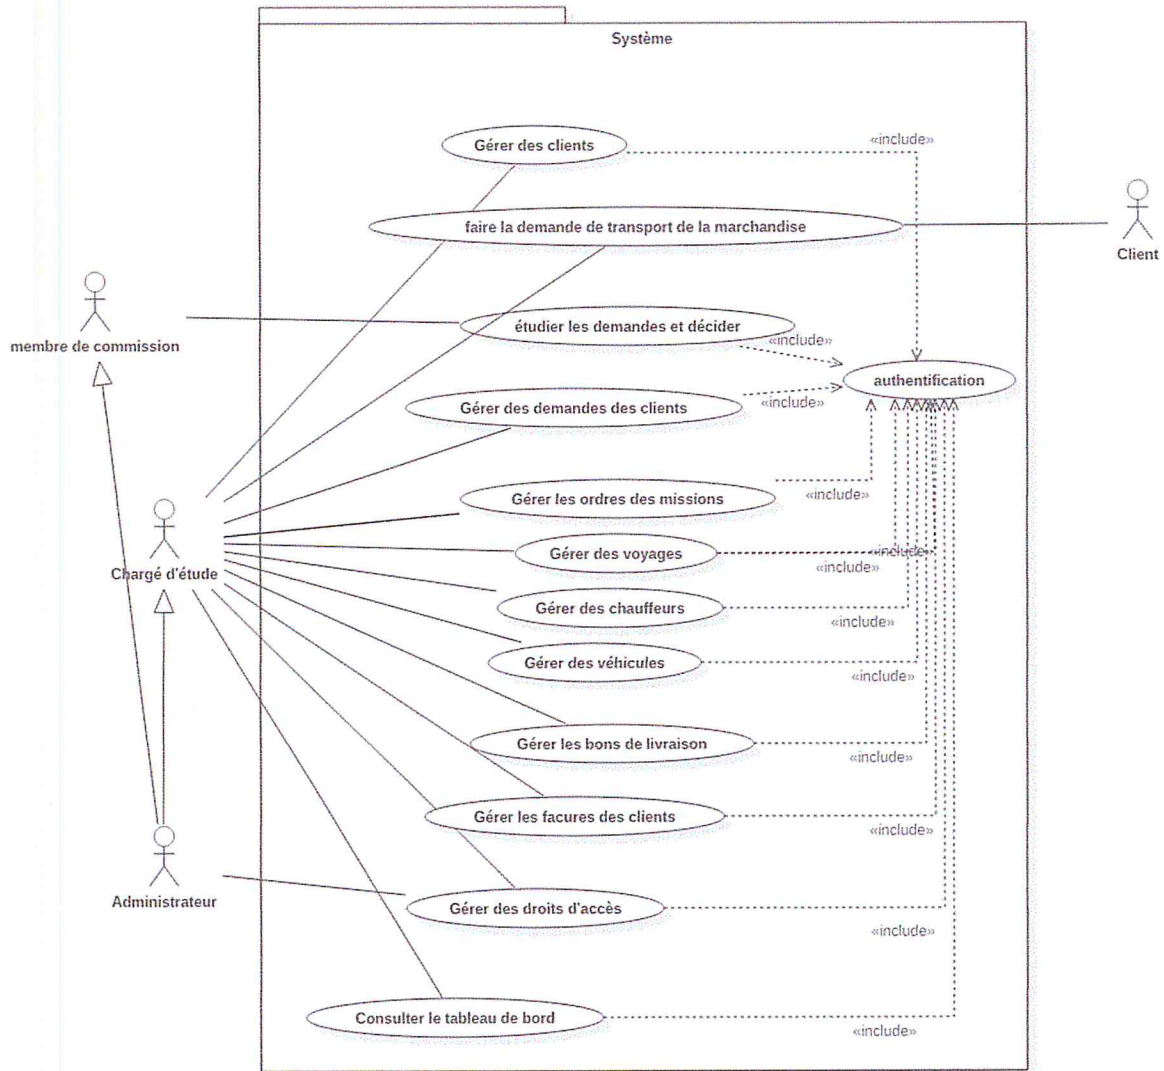 Système
Gérer des clients
«include»
faire la demande de transport de la marchandise
Client
membre de commission
étudier les demandes et décider
«include»
authentification
Gérer des demandes des clients
«include»
Gérer les ordres des missions
«include»
Chargé d'étude
Gérer des voyages
«include»
«include»
Gérer des chauffeurs
«include»
Gérer des véhicules
«include»
Gérer les bons de livraison
«include»
Gérer les facures des clients
«include»
Administrateur
Gérer des droits d'accès
«include»
Consulter le tableau de bord
«include»